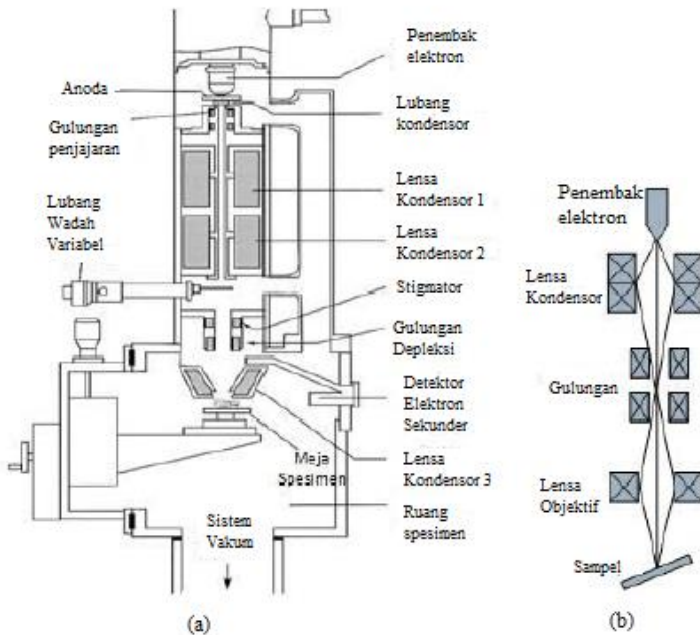 Penembak
elektron
Anoda
Lubang
kondensor
Gulungan
penjajaran
Lensa
Kondensor 1
Lubang
Wadah
Variabel
Lensa
Kondensor 2
Stigmator
Gulungan
Depleksi
Detektor
Elektron
Sekunder
Meja
Spesimen
Lensa
Kondensor 3
Sistem
Vakum
Ruang
spesimen
(a)
Penembak
elektron
Lensa
Kondensor
Gulungan
Lensa
Objektif
Sampel
(b)